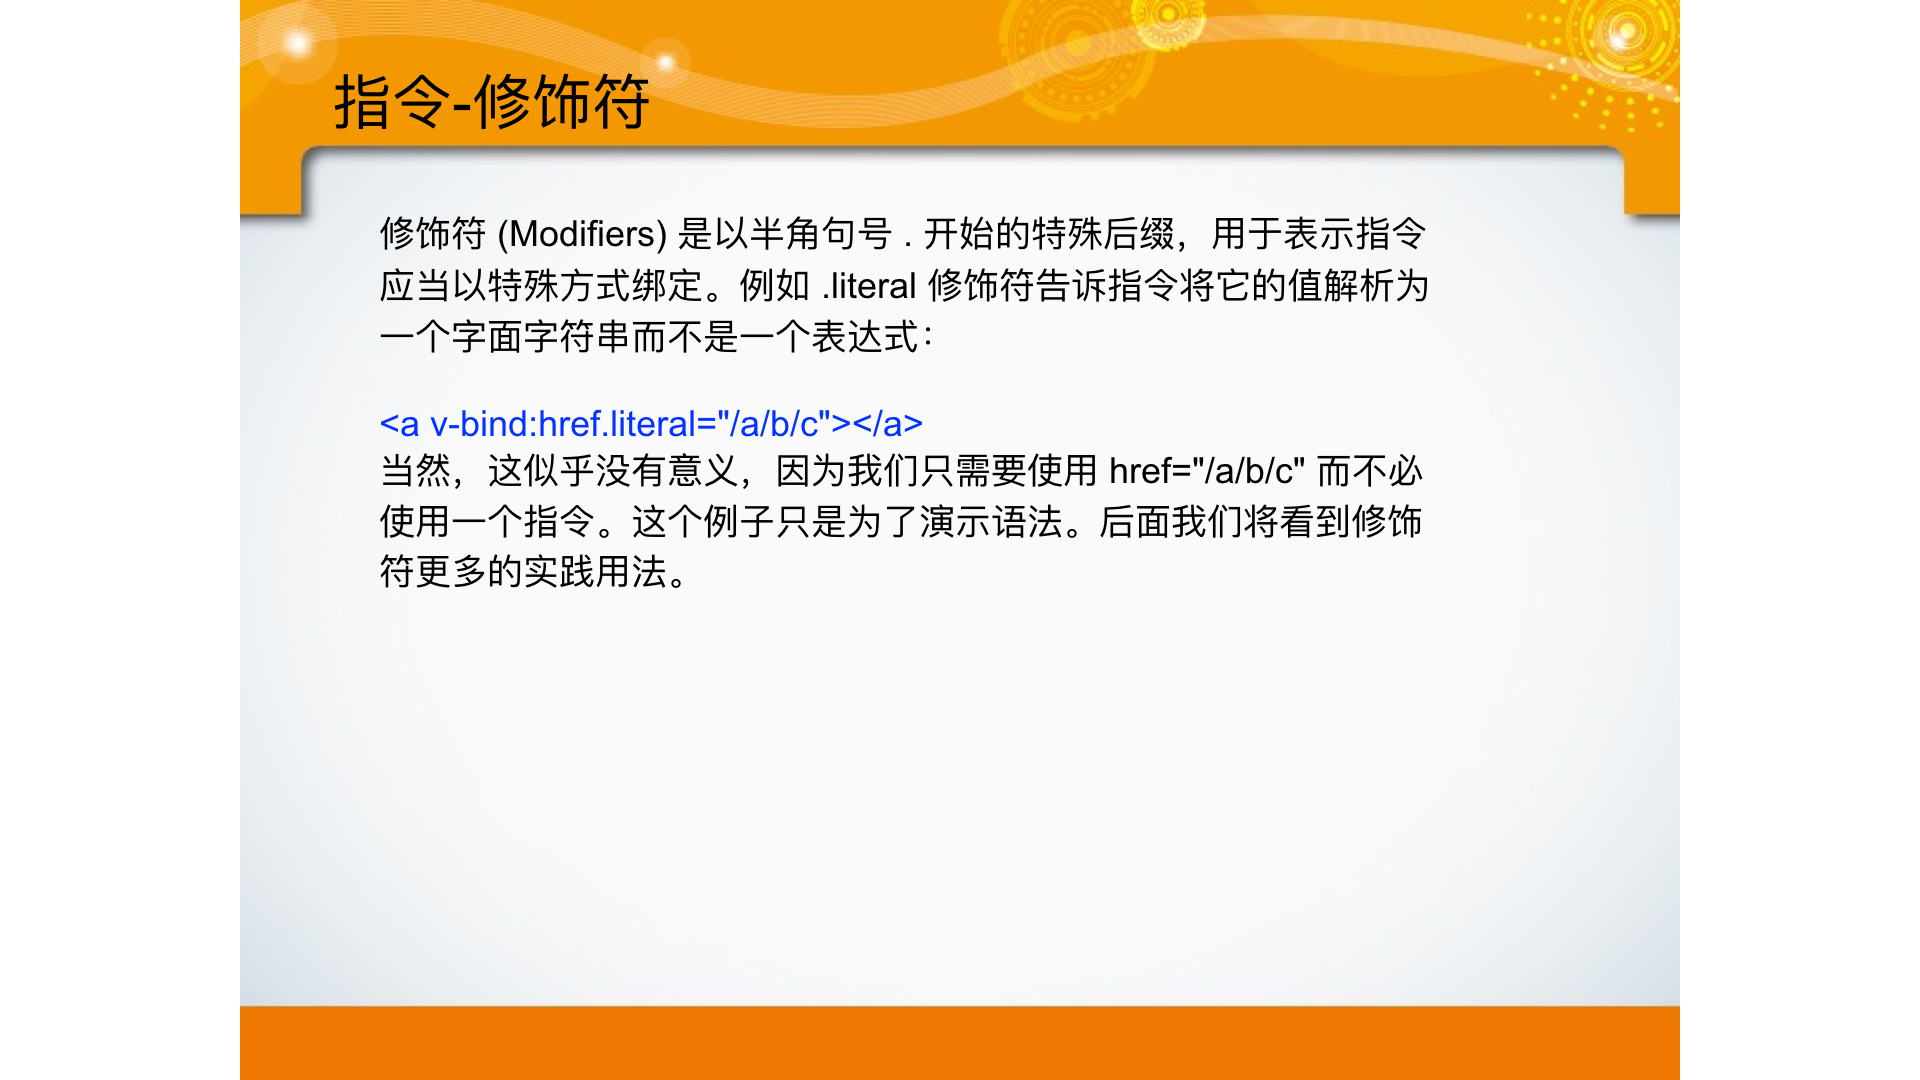 指令-修饰符
修饰符 (Modifiers) 是以半角句号 . 开始的特殊后缀，用于表示指令
应当以特殊方式绑定。例如 .literal 修饰符告诉指令将它的值解析为
一个字面字符串而不是一个表达式：
<a v-bind:href.literal="/a/b/c"></a>
当然，这似乎没有意义，因为我们只需要使用 href="/a/b/c" 而不必
使用一个指令。这个例子只是为了演示语法。后面我们将看到修饰
符更多的实践用法。